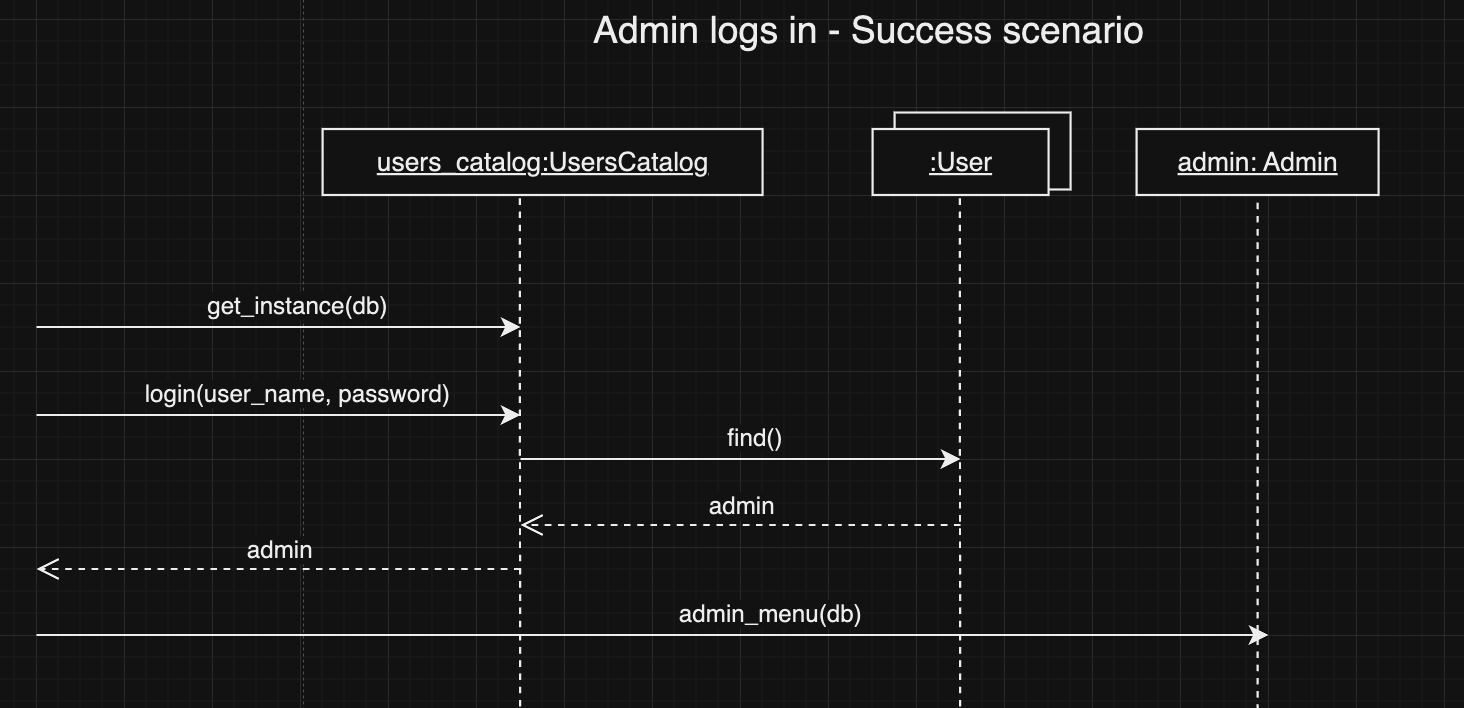 Admin logs in - Success scenario
users_catalog:UsersCatalog
:User
admin: Admin
get_instance(db)
login(user_name, password)
find()
admin
admin
admin_menu(db)